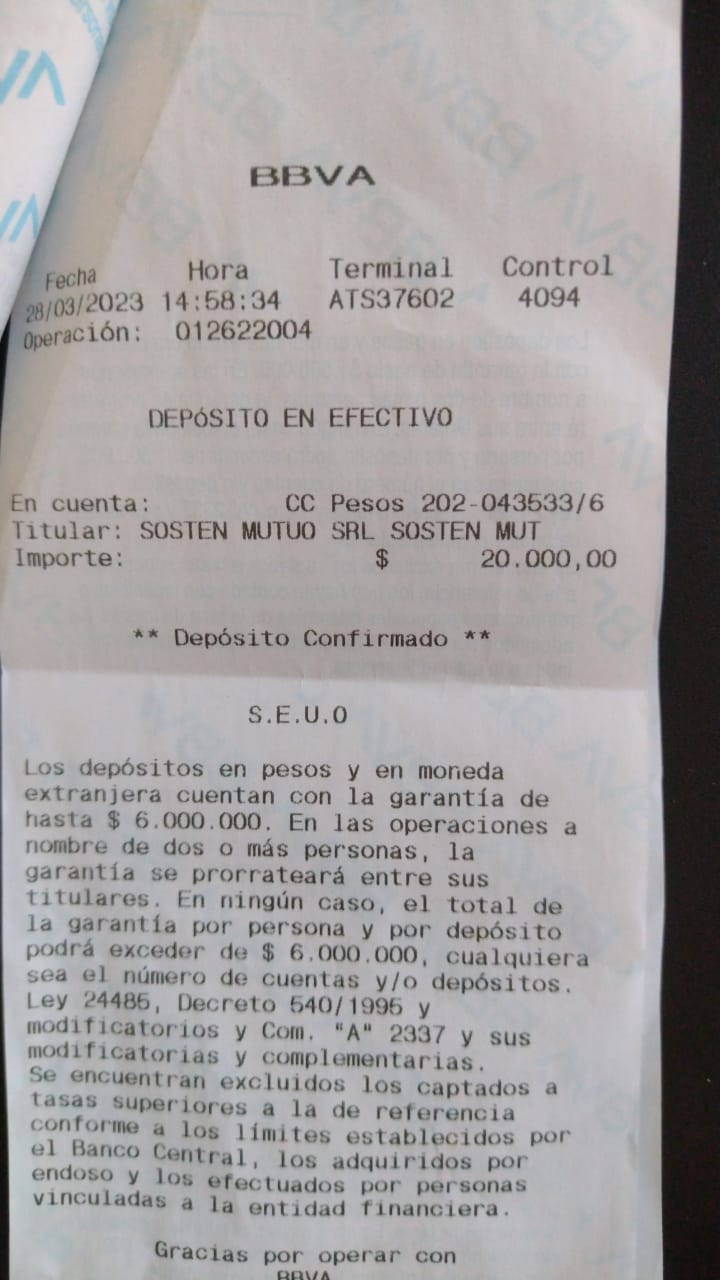 BBVA
Fecha Hora Terminal Control
28/03/2023 14:58:34 ATS37602 4094
Operación: 012622004
DEPóSITO EN EFECTIVO
En cuenta: CC Pesos 202-043533/6
Titular: SOSTEN MUTUO SRL SOSTEN MUT
Importe: $ 20.000,00
** Depósito Confirmado **
S.E.U.O
Los depósitos en pesos y en moneda
extranjera cuentan con la garantía de
hasta $ 6.000.000. En las operaciones a
nombre de dos o más personas, la
garantía se prorrateará entre sus
titulares. En ningún caso, el total de
la garantía por persona y por depósito
podrá exceder de $ 6.000.000, cualquiera
sea el número de cuentas y/o depósitos.
Ley 24485, Decreto 540/1995 y
modificatorios y Com. "A" 2337 y sus
modificatorias y complementarias.
Se encuentran excluidos los captados a
tasas superiores a la de referencia
conforme a los límites establecidos por
el Banco Central, los adquiridos por
endoso y los efectuados por personas
vinculadas a la entidad financiera.
Gracias por operar con
BBVA